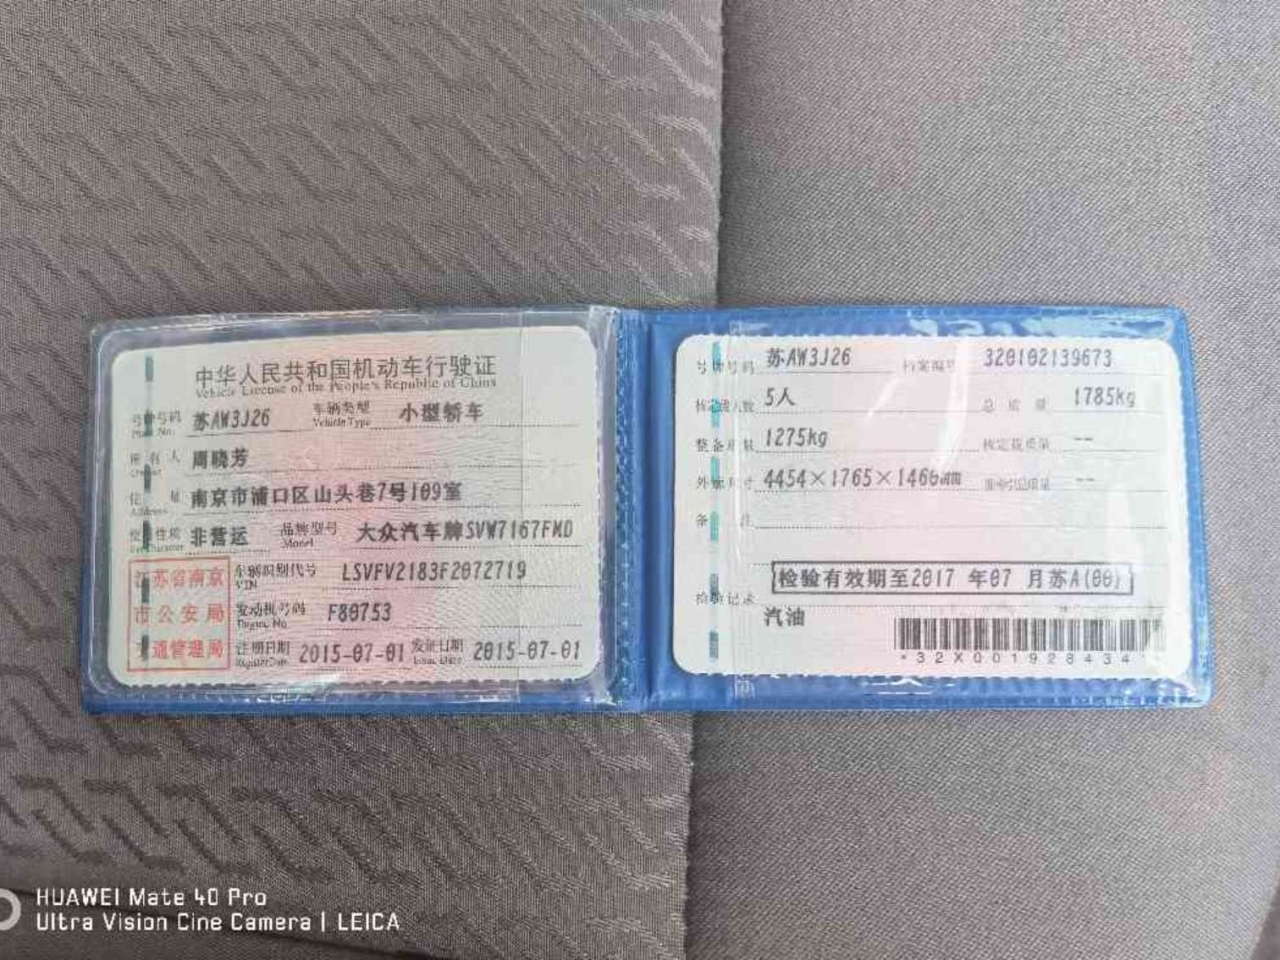 中华人民共和国机动车行驶证
Vehicle License of the People's Republic of China
号牌号码 苏AW3J26 车辆类型 小型轿车
Plate No. Vehicle Type
所有人 周晓芳
Owner
住址 南京市浦口区山头巷7号109室
Address
使用性质 非营运 品牌型号 大众汽车牌SVW7167FMD
Use Character Model
江苏省南京
市公安局
交通管理局
车辆识别代号 LSVFV2183F2072719
VIN
发动机号码 F80753
Engine No.
注册日期 2015-07-01 发证日期 2015-07-01
Register Date Issue Date
号牌号码 苏AW3J26 档案编号 320102139673
核定载人数 5人 总质量 1785kg
整备质量 1275kg 核定载质量 --
外廓尺寸 4454×1765×1460mm 准牵引总质量 --
备注
检验有效期至2017 年07 月苏A(00)
检验记录
汽油
*32X001928434
HUAWEI Mate 40 Pro
Ultra Vision Cine Camera | LEICA